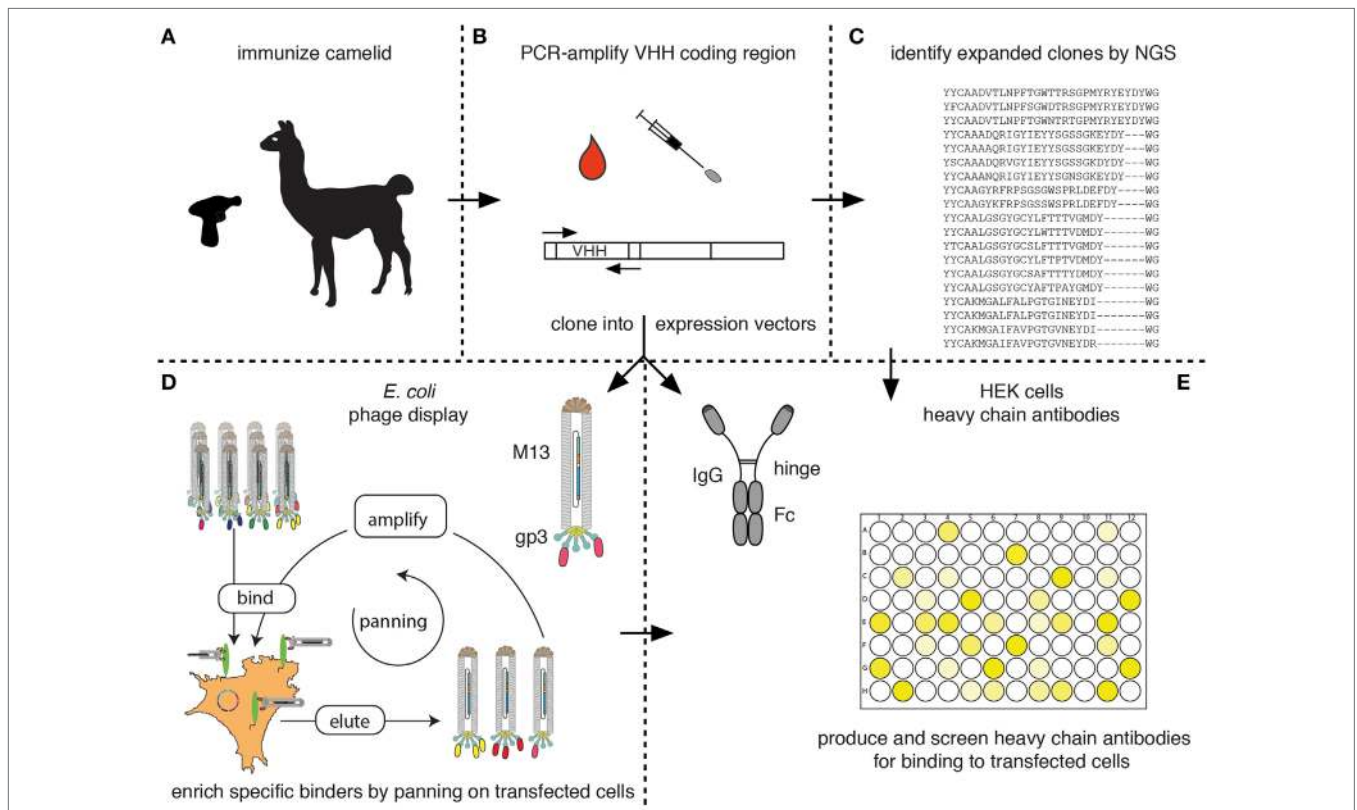 A
immunize camelid
B
PCR-amplify VHH coding region
VHH
clone into expression vectors
C
identify expanded clones by NGS
YYCAADVTLNPFTGWTTRSGPMYRYEYDYWG
YFCAADVTLNPFSGWDTRSGPMYRYEYDYWG
YYCAADVTLNPFTGWNTRTGPMYRYEYDYWG
YYCAAADQRIGYIEYYSGSSGKEYDY---WG
YYCAAAAQRIGYIEYYSGSSGKEYDY---WG
YSCAAADQRVGYIEYYSGSSGKDYDY---WG
YYCAAANQRIGYIEYYSGNSGKEYDY---WG
YYCAAGYRFRPSGSGWSPRLDEFDY----WG
YYCAAGYKFRPSGSSWSPRLDEFDY----WG
YYCAALGSGYGCYLFTTTVGMDY------WG
YYCAALGSGYGCYLWTTTVDMDY------WG
YTCAALGSGYGCSLFTTTVGMDY------WG
YYCAALGSGYGCYLFTPTVDMDY------WG
YYCAALGSGYGCSAFTTTYDMDY------WG
YYCAALGSGYGCYAFTPAYGMDY------WG
YYCAKMGALFALPGTGINEYDI-------WG
YYCAKMGALFALPGTGINEYDI-------WG
YYCAKMGAIFAVPGTGVNEYDI-------WG
YYCAKMGAIFAVPGTGVNEYDR-------WG
D
E. coli
phage display
M13
gp3
amplify
bind
panning
elute
enrich specific binders by panning on transfected cells
IgG
hinge
Fc
E
HEK cells
heavy chain antibodies
1 2 3 4 5 6 7 8 9 10 11 12
A
B
C
D
E
F
G
H
produce and screen heavy chain antibodies
for binding to transfected cells